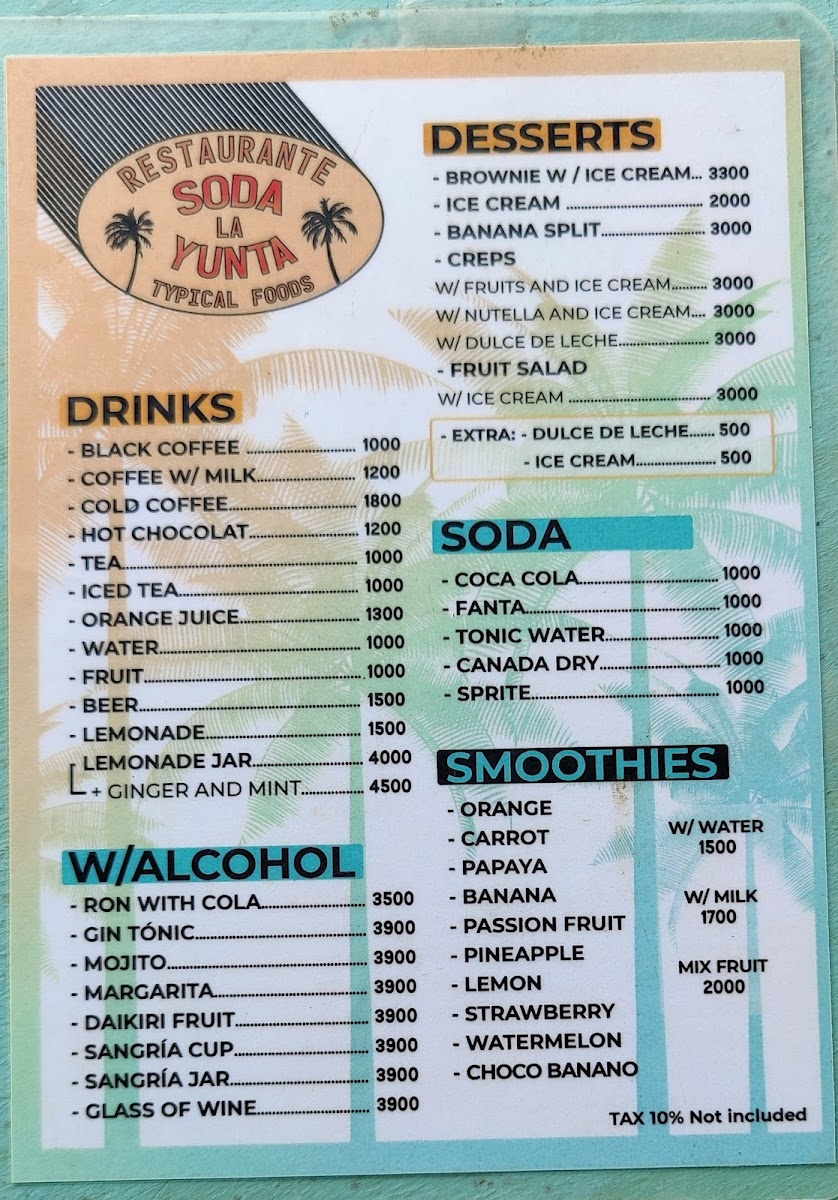 RESTAURANTE
SODA
LA
YUNTA
TYPICAL FOODS
DRINKS
- BLACK COFFEE ........................ 1000
- COFFEE W/ MILK...................... 1200
- COLD COFFEE............................ 1800
- HOT CHOCOLAT........................ 1200
- TEA.................................................... 1000
- ICED TEA........................................ 1000
- ORANGE JUICE.......................... 1300
- WATER............................................ 1000
- FRUIT................................................ 1000
- BEER................................................ 1500
- LEMONADE.................................. 1500
LEMONADE JAR........................ 4000
+ GINGER AND MINT.............. 4500
W/ALCOHOL
- RON WITH COLA....................... 3500
- GIN TÓNIC..................................... 3900
- MOJITO........................................... 3900
- MARGARITA................................. 3900
- DAIKIRI FRUIT............................. 3900
- SANGRÍA CUP............................. 3900
- SANGRÍA JAR.............................. 3900
- GLASS OF WINE......................... 3900
DESSERTS
- BROWNIE W / ICE CREAM... 3300
- ICE CREAM .............................. 2000
- BANANA SPLIT....................... 3000
- CREPS
W/ FRUITS AND ICE CREAM.......... 3000
W/ NUTELLA AND ICE CREAM.... 3000
W/ DULCE DE LECHE...................... 3000
- FRUIT SALAD
W/ ICE CREAM ................................. 3000
- EXTRA: - DULCE DE LECHE....... 500
- ICE CREAM...................... 500
SODA
- COCA COLA............................... 1000
- FANTA........................................... 1000
- TONIC WATER......................... 1000
- CANADA DRY........................... 1000
- SPRITE.......................................... 1000
SMOOTHIES
- ORANGE
- CARROT
- PAPAYA
- BANANA
- PASSION FRUIT
- PINEAPPLE
- LEMON
- STRAWBERRY
- WATERMELON
- CHOCO BANANO
W/ WATER
1500
W/ MILK
1700
MIX FRUIT
2000
TAX 10% Not included